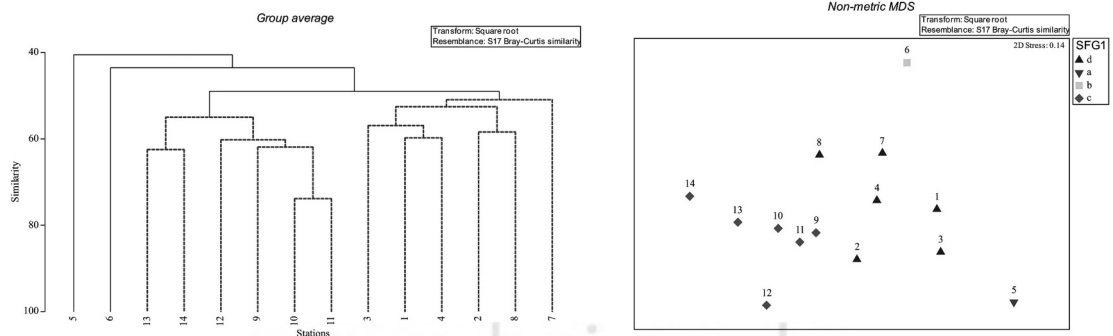 Group average
Transform: Square root
Resemblance: S17 Bray-Curtis similarity
40
60
80
100
Similarity
5 6 13 14 12 9 10 11 3 1 4 2 8 7
Stations
Non-metric MDS
Transform: Square root
Resemblance: S17 Bray-Curtis similarity
2D Stress: 0.14
SFG1
d
a
b
c
6
8 7
14 4 1
13 10 9
11 2 3
12 5